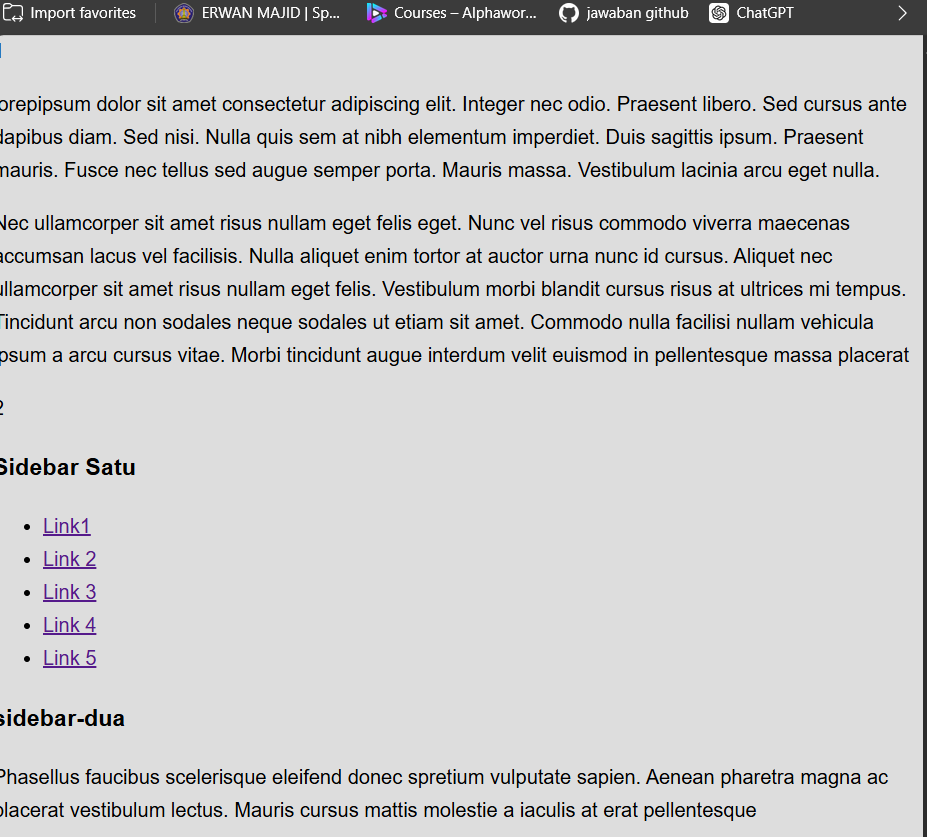 Import favorites
ERWAN MAJID | Sp...
Courses – Alphawor...
jawaban github
ChatGPT
orepipsum dolor sit amet consectetur adipiscing elit. Integer nec odio. Praesent libero. Sed cursus ante
dapibus diam. Sed nisi. Nulla quis sem at nibh elementum imperdiet. Duis sagittis ipsum. Praesent
mauris. Fusce nec tellus sed augue semper porta. Mauris massa. Vestibulum lacinia arcu eget nulla.
Nec ullamcorper sit amet risus nullam eget felis eget. Nunc vel risus commodo viverra maecenas
accumsan lacus vel facilisis. Nulla aliquet enim tortor at auctor urna nunc id cursus. Aliquet nec
ullamcorper sit amet risus nullam eget felis. Vestibulum morbi blandit cursus risus at ultrices mi tempus.
Tincidunt arcu non sodales neque sodales ut etiam sit amet. Commodo nulla facilisi nullam vehicula
ipsum a arcu cursus vitae. Morbi tincidunt augue interdum velit euismod in pellentesque massa placerat
2
Sidebar Satu
Link1
Link 2
Link 3
Link 4
Link 5
sidebar-dua
Phasellus faucibus scelerisque eleifend donec spretium vulputate sapien. Aenean pharetra magna ac
placerat vestibulum lectus. Mauris cursus mattis molestie a iaculis at erat pellentesque